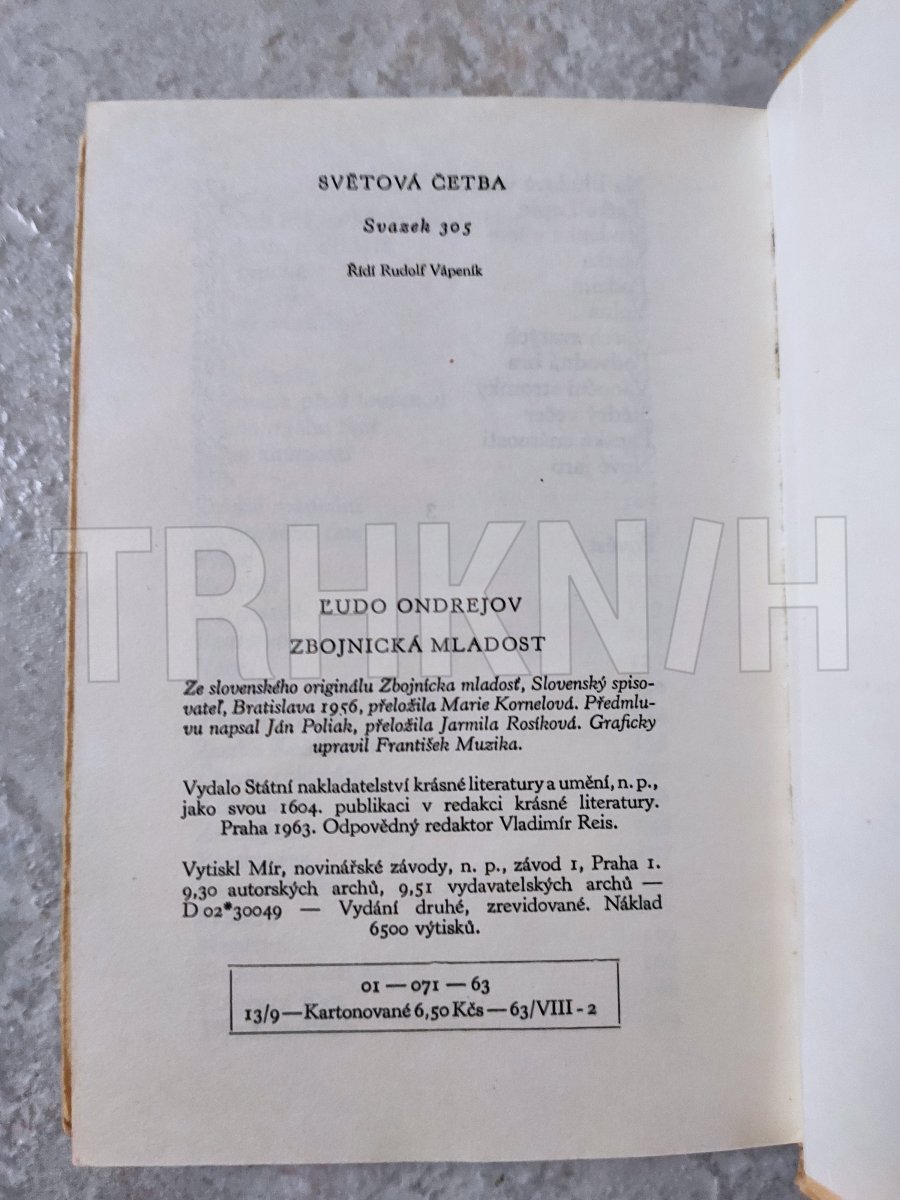 SVĚTOVÁ ČETBA
Svazek 305
Řídí Rudolf Vápeník
TRHKN/H
ĽUDO ONDREJOV
ZBOJNICKÁ MLADOST
Ze slovenského originálu Zbojnícka mladosť, Slovenský spiso-
vateľ, Bratislava 1956, přeložila Marie Kornelová. Předmlu-
vu napsal Ján Poliak, přeložila Jarmila Rosíková. Graficky
upravil František Muzika.
Vydalo Státní nakladatelství krásné literatury a umění, n. p.,
jako svou 1604. publikaci v redakci krásné literatury.
Praha 1963. Odpovědný redaktor Vladimír Reis.
Vytiskl Mír, novinářské závody, n. p., závod 1, Praha 1.
9,30 autorských archů, 9,51 vydavatelských archů —
D 02*30049 — Vydání druhé, zrevidované. Náklad
6500 výtisků.
01 — 071 — 63
13/9 — Kartonované 6,50 Kčs — 63/VIII - 2